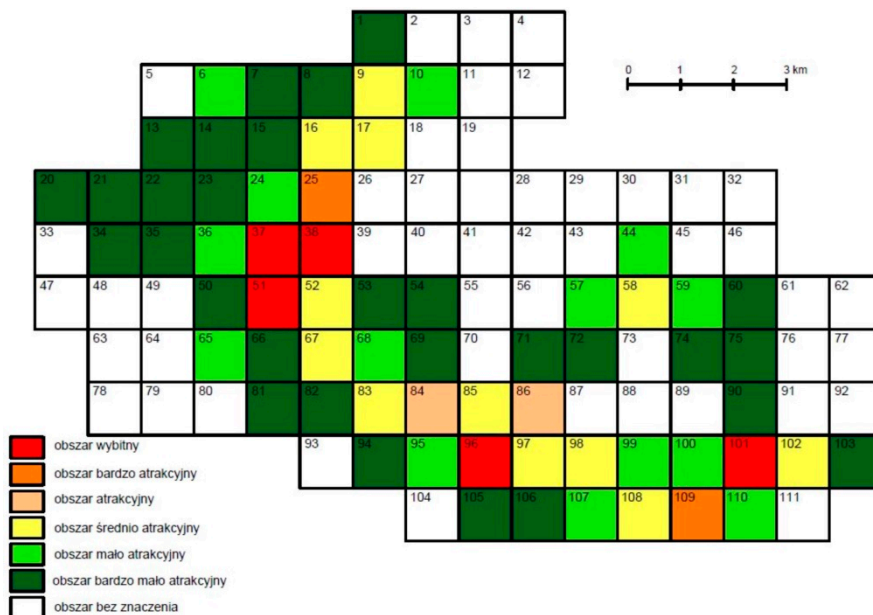 1 2 3 4
5 6 7 8 9 10 11 12
0 1 2 3 km
13 14 15 16 17 18 19
20 21 22 23 24 25 26 27 28 29 30 31 32
33 34 35 36 37 38 39 40 41 42 43 44 45 46
47 48 49 50 51 52 53 54 55 56 57 58 59 60 61 62
63 64 65 66 67 68 69 70 71 72 73 74 75 76 77
78 79 80 81 82 83 84 85 86 87 88 89 90 91 92
93 94 95 96 97 98 99 100 101 102 103
104 105 106 107 108 109 110 111
obszar wybitny
obszar bardzo atrakcyjny
obszar atrakcyjny
obszar średnio atrakcyjny
obszar mało atrakcyjny
obszar bardzo mało atrakcyjny
obszar bez znaczenia